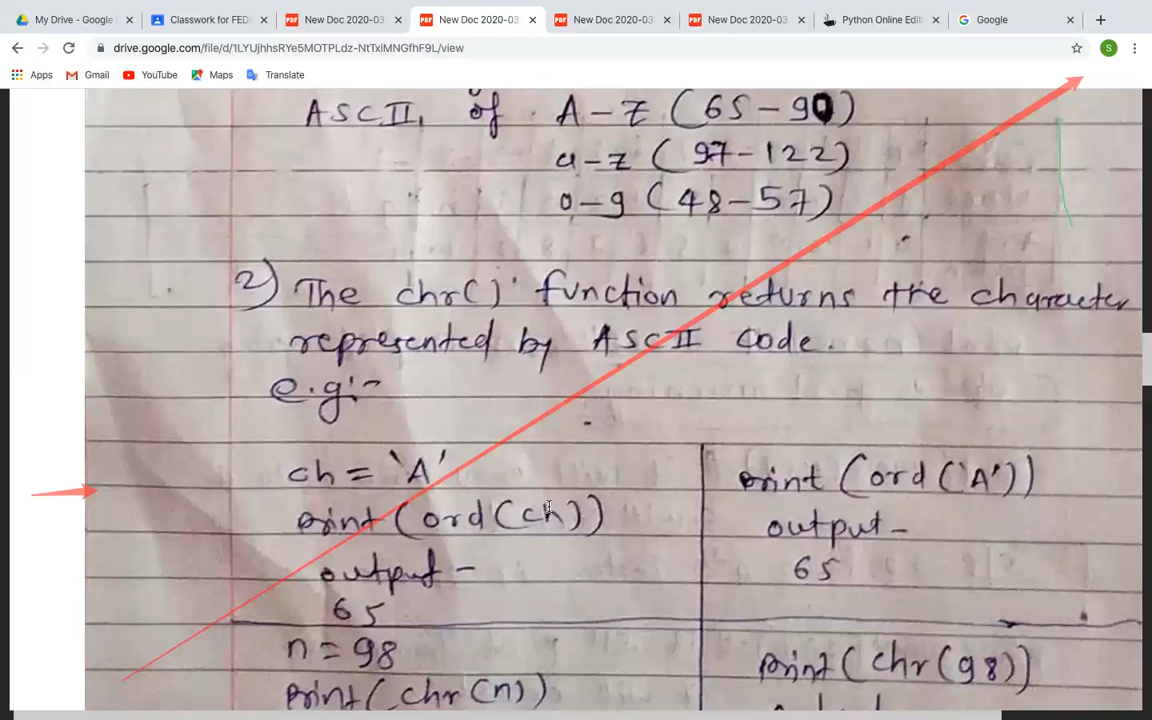 My Drive - Google
Classwork for FED
New Doc 2020-03
New Doc 2020-03
New Doc 2020-03
New Doc 2020-03
Python Online Edit
Google
drive.google.com/file/d/1LYUjhhsRYe5MOTPLdz-NtTxiMNGfhF9L/view
S
Apps
Gmail
YouTube
Maps
Translate
ASCII of A-Z (65-90)
a-z (97-122)
0-9 (48-57)
2) The chr() function returns the character
represented by ASCII code.
e.g:-
ch = 'A'
print (ord (ch))
output -
65
n = 98
print (chr (n))
print (ord ('A'))
output -
65
print (chr (98))